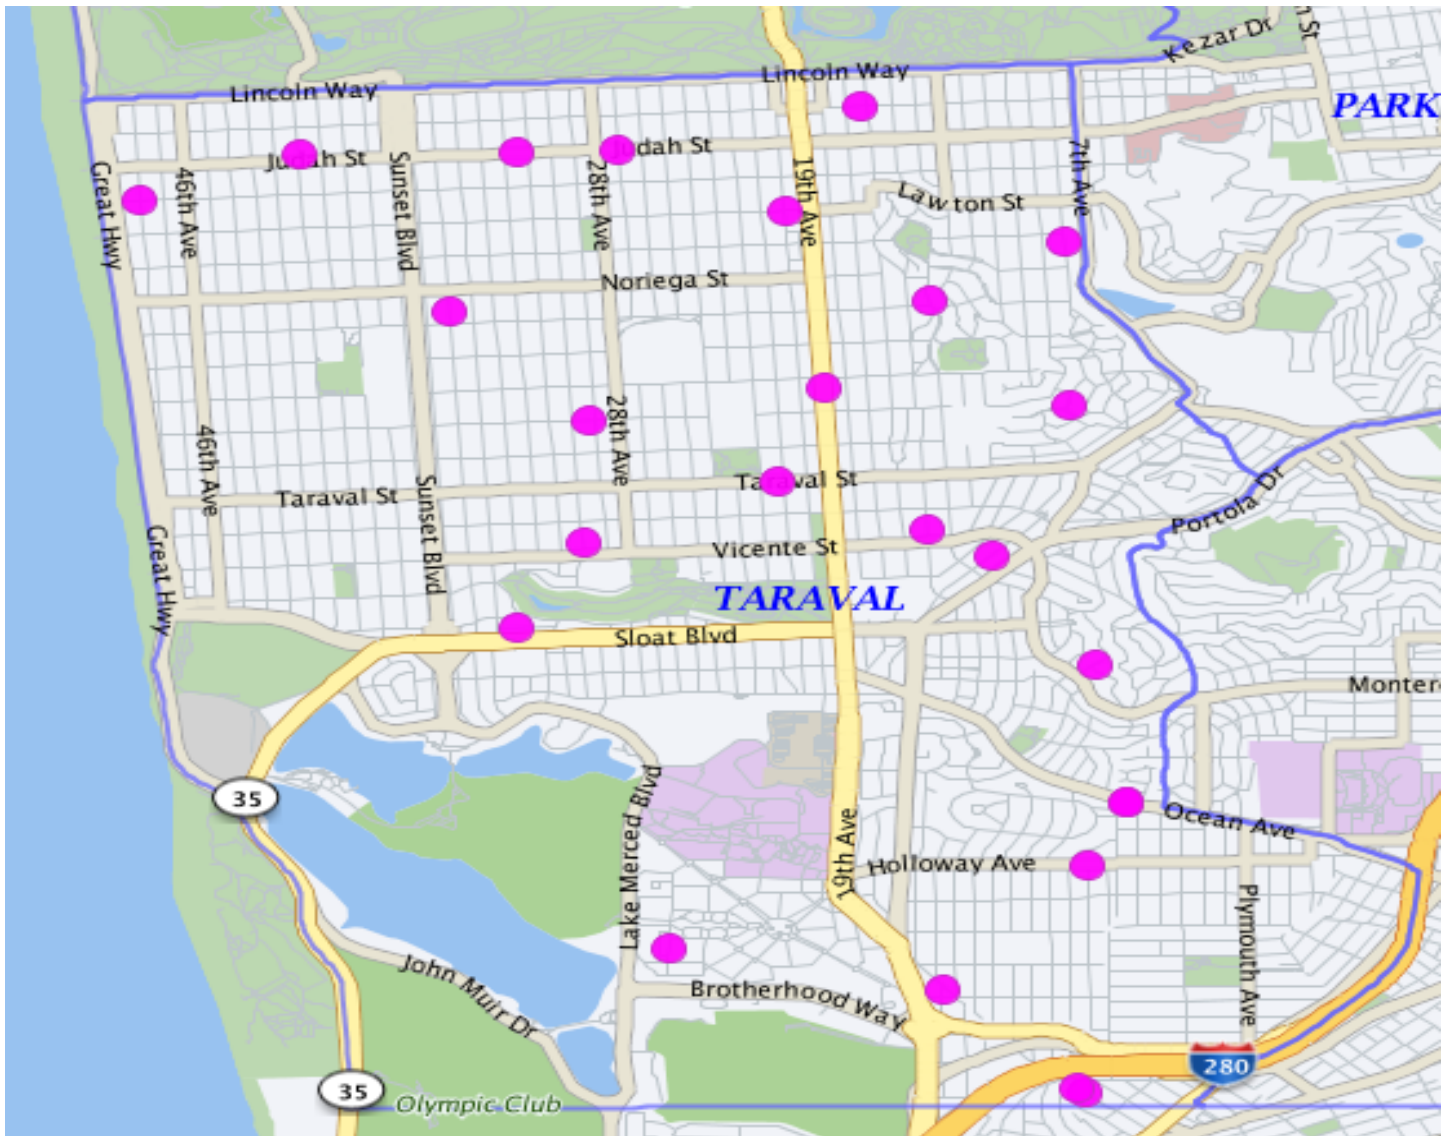 Kezar Dr
n St
Lincoln Way
Lincoln Way
PARK
Judah St
Judah St
Great Hwy
46th Ave
Sunset Blvd
28th Ave
19th Ave
7th Ave
Lawton St
Noriega St
28th Ave
46th Ave
Taraval St
Sunset Blvd
Taraval St
Portola Dr
Great Hwy
Vicente St
TARAVAL
Sloat Blvd
Monter
35
Lake Merced Blvd
19th Ave
Ocean Ave
Holloway Ave
Plymouth Ave
John Muir Dr
Brotherhood Way
280
35
Olympic Club